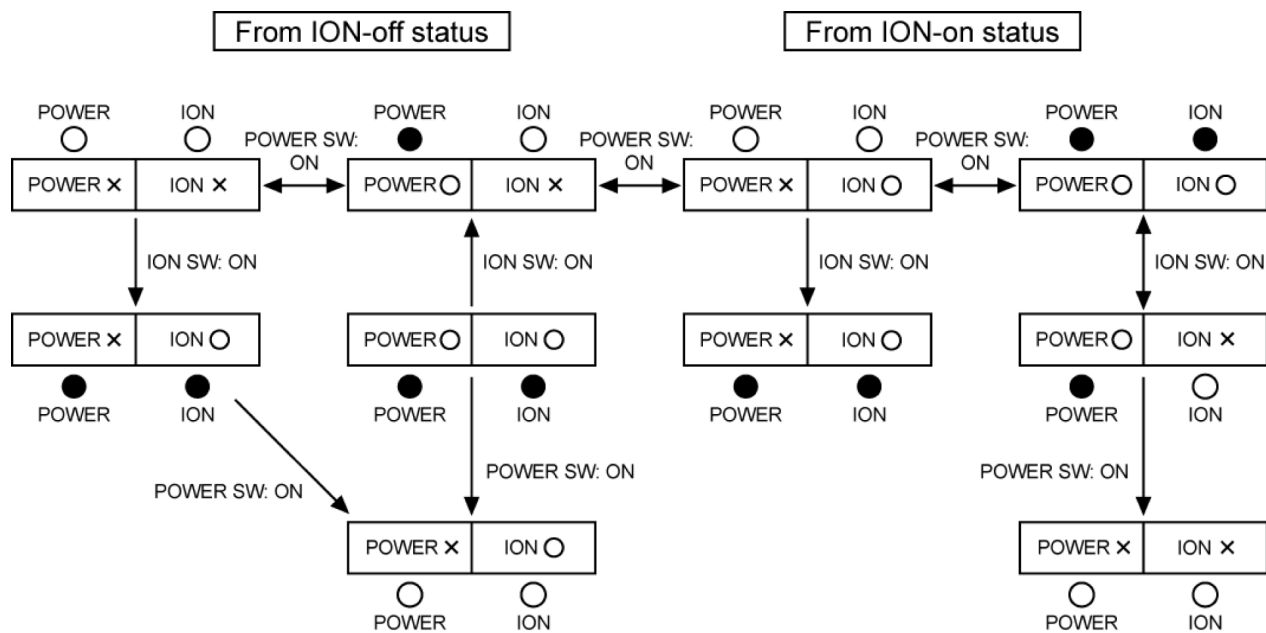 From ION-off status
From ION-on status
POWER ION POWER ION POWER ION POWER ION
POWER SW: ON
POWER SW: ON
POWER SW: ON
POWER × ION × POWER ○ ION × POWER × ION ○ POWER ○ ION ○
ION SW: ON ION SW: ON ION SW: ON ION SW: ON
POWER × ION ○ POWER ○ ION ○ POWER × ION ○ POWER ○ ION ×
POWER ION POWER ION POWER ION POWER ION
POWER SW: ON POWER SW: ON POWER SW: ON
POWER × ION ○ POWER × ION ×
POWER ION POWER ION